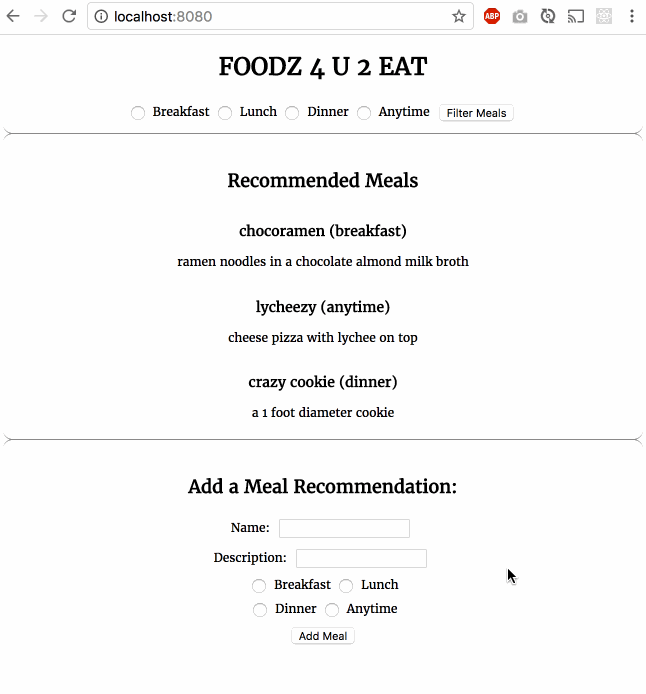 localhost:8080
ABP
FOODZ 4 U 2 EAT
Breakfast Lunch Dinner Anytime Filter Meals
Recommended Meals
chocoramen (breakfast)
ramen noodles in a chocolate almond milk broth
lycheezy (anytime)
cheese pizza with lychee on top
crazy cookie (dinner)
a 1 foot diameter cookie
Add a Meal Recommendation:
Name:
Description:
Breakfast Lunch
Dinner Anytime
Add Meal